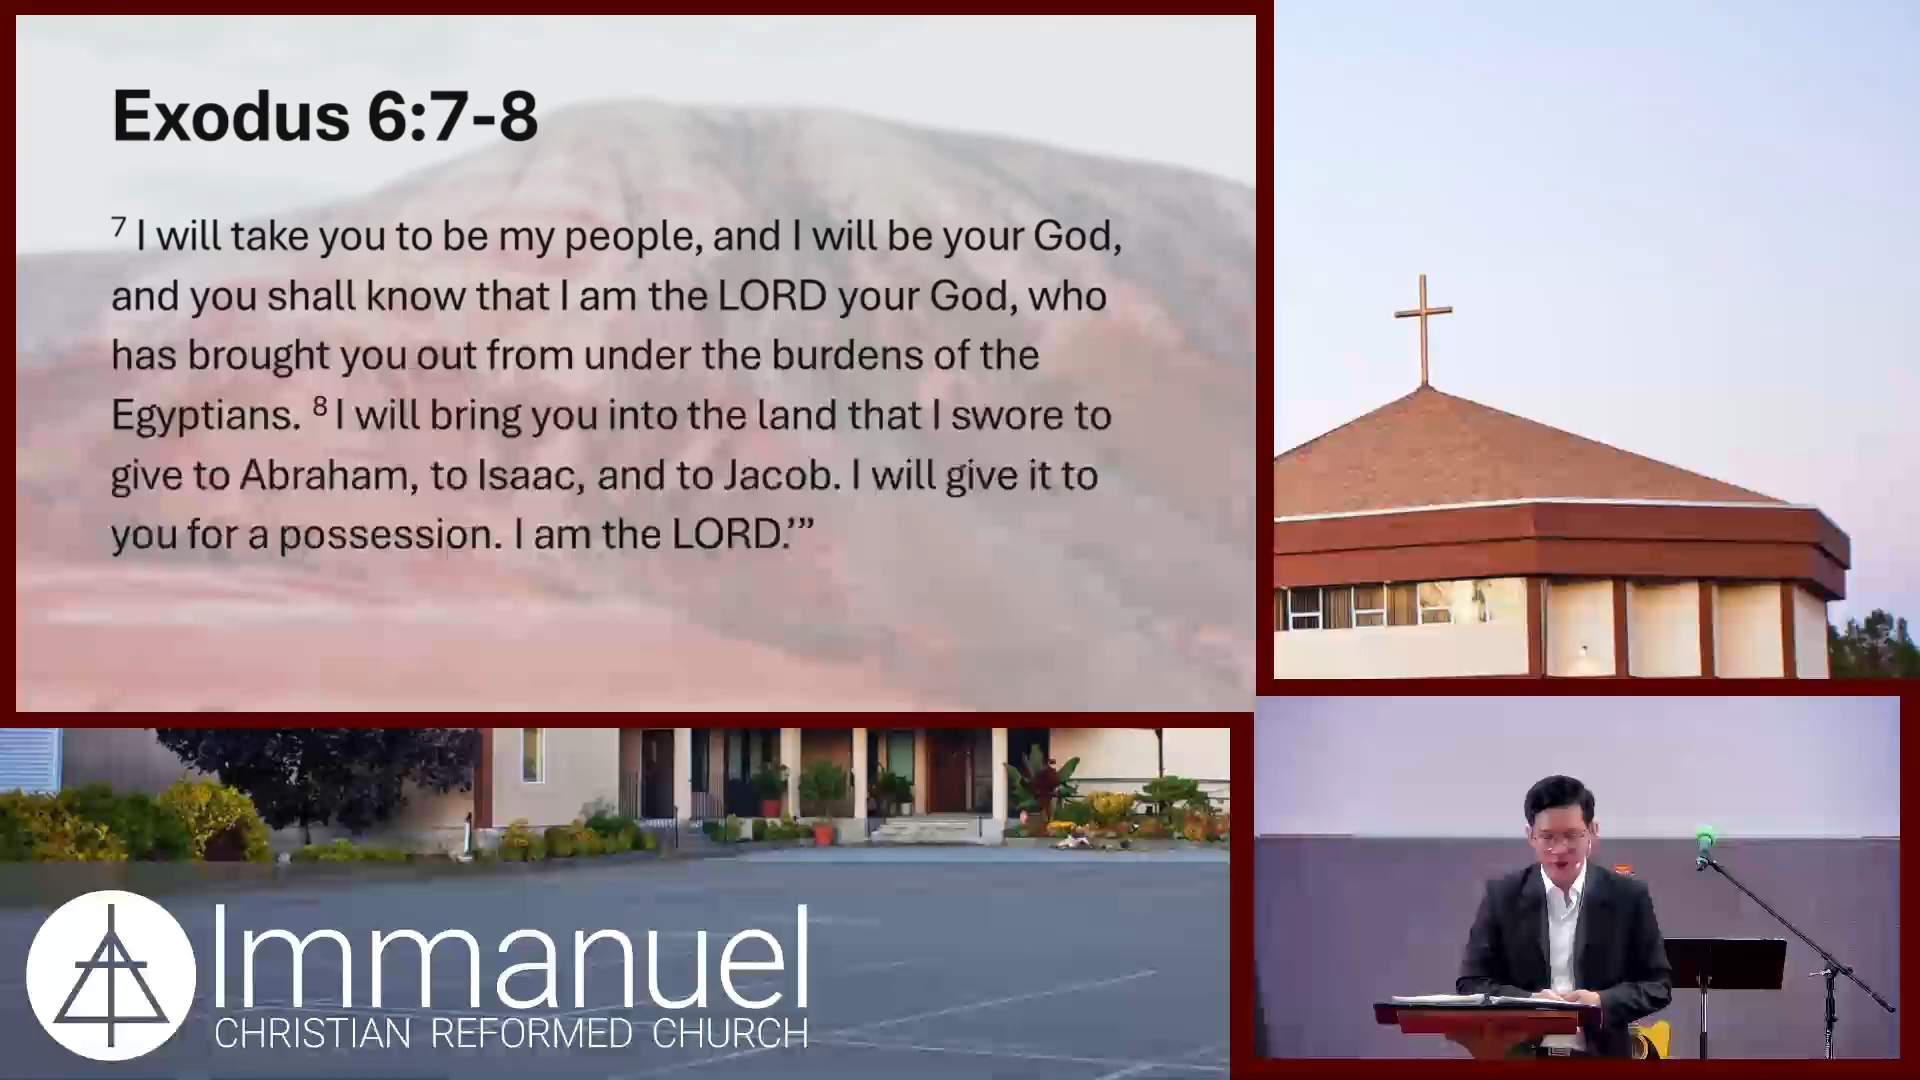 Exodus 6:7-8
⁷ I will take you to be my people, and I will be your God,
and you shall know that I am the LORD your God, who
has brought you out from under the burdens of the
Egyptians. ⁸ I will bring you into the land that I swore to
give to Abraham, to Isaac, and to Jacob. I will give it to
you for a possession. I am the LORD.’”
Immanuel
CHRISTIAN REFORMED CHURCH